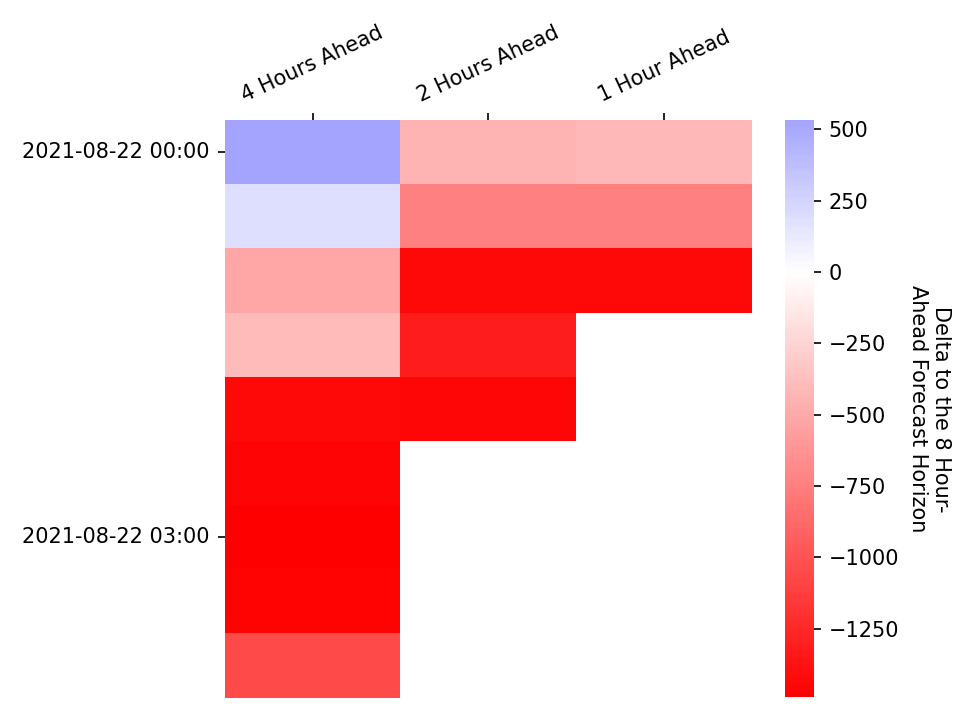 4 Hours Ahead
2 Hours Ahead
1 Hour Ahead
2021-08-22 00:00
2021-08-22 03:00
500
250
0
−250
−500
−750
−1000
−1250
Delta to the 8 Hour-
Ahead Forecast Horizon